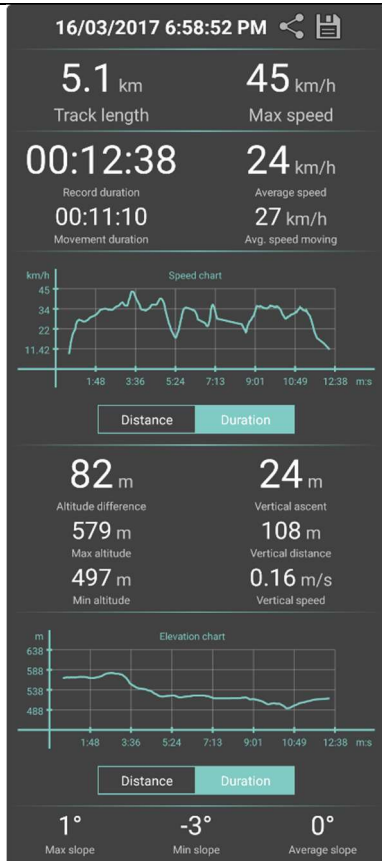 16/03/2017 6:58:52 PM
5.1 km 45 km/h
Track length Max speed
00:12:38 24 km/h
Record duration Average speed
00:11:10 27 km/h
Movement duration Avg. speed moving
km/h Speed chart
45
34
22
11.42
1:48 3:36 5:24 7:13 9:01 10:49 12:38 m:s
Distance Duration
82 m 24 m
Altitude difference Vertical ascent
579 m 108 m
Max altitude Vertical distance
497 m 0.16 m/s
Min altitude Vertical speed
m Elevation chart
638
588
538
488
1:48 3:36 5:24 7:13 9:01 10:49 12:38 m:s
Distance Duration
1° -3° 0°
Max slope Min slope Average slope